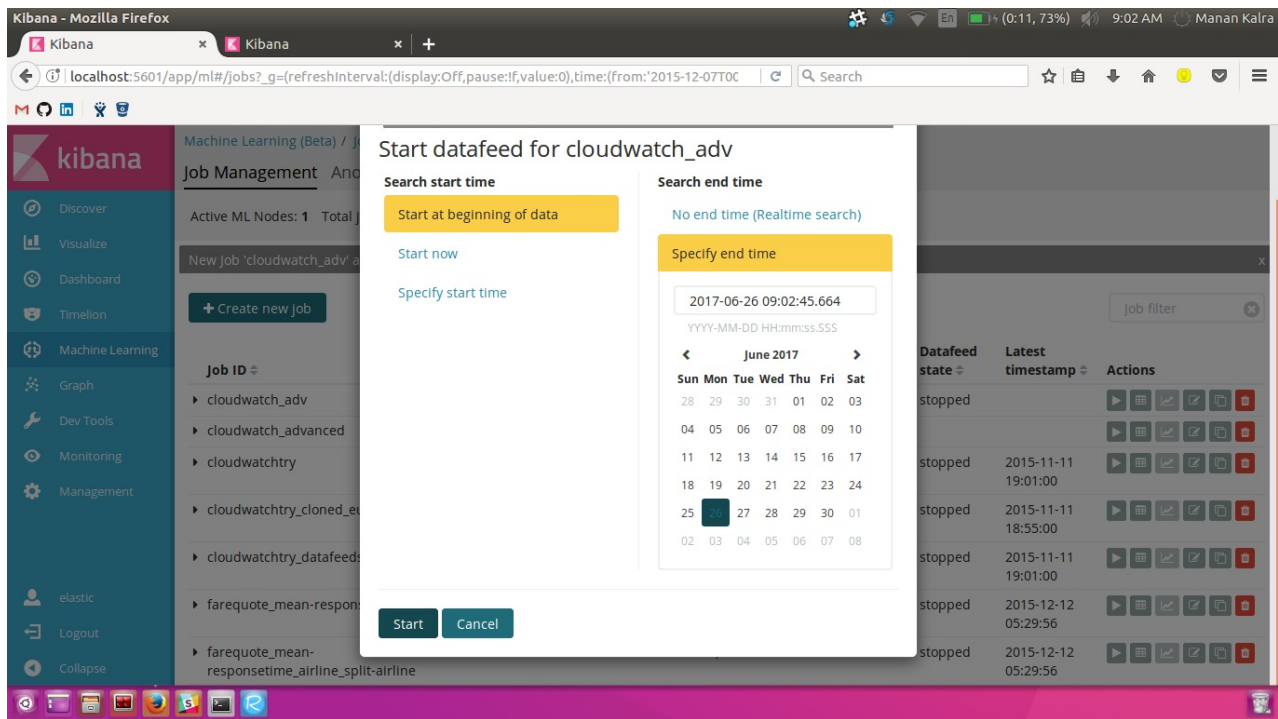 Kibana - Mozilla Firefox
En (0:11, 73%) 9:02 AM Manan Kalra
Kibana × Kibana × +
localhost:5601/app/ml#/jobs?_g=(refreshInterval:(display:Off,pause:!f,value:0),time:(from:'2015-12-07T00
Search
kibana
Discover
Visualize
Dashboard
Timelion
Machine Learning
Graph
Dev Tools
Monitoring
Management
elastic
Logout
Collapse
Machine Learning (Beta) /
Job Management
Active ML Nodes: 1 Total
New Job 'cloudwatch_adv' x
+ Create new job
Job filter
Job ID
Datafeed state
Latest timestamp
Actions
cloudwatch_adv stopped
cloudwatch_advanced
cloudwatchtry stopped 2015-11-11 19:01:00
cloudwatchtry_cloned_eu stopped 2015-11-11 18:55:00
cloudwatchtry_datafeeds stopped 2015-11-11 19:01:00
farequote_mean-respons stopped 2015-12-12 05:29:56
farequote_mean-
responsetime_airline_split-airline stopped 2015-12-12 05:29:56
Start datafeed for cloudwatch_adv
Search start time
Start at beginning of data
Start now
Specify start time
Search end time
No end time (Realtime search)
Specify end time
2017-06-26 09:02:45.664
YYYY-MM-DD HH:mm:ss.SSS
June 2017
Sun Mon Tue Wed Thu Fri Sat
28 29 30 31 01 02 03
04 05 06 07 08 09 10
11 12 13 14 15 16 17
18 19 20 21 22 23 24
25 26 27 28 29 30 01
02 03 04 05 06 07 08
Start Cancel